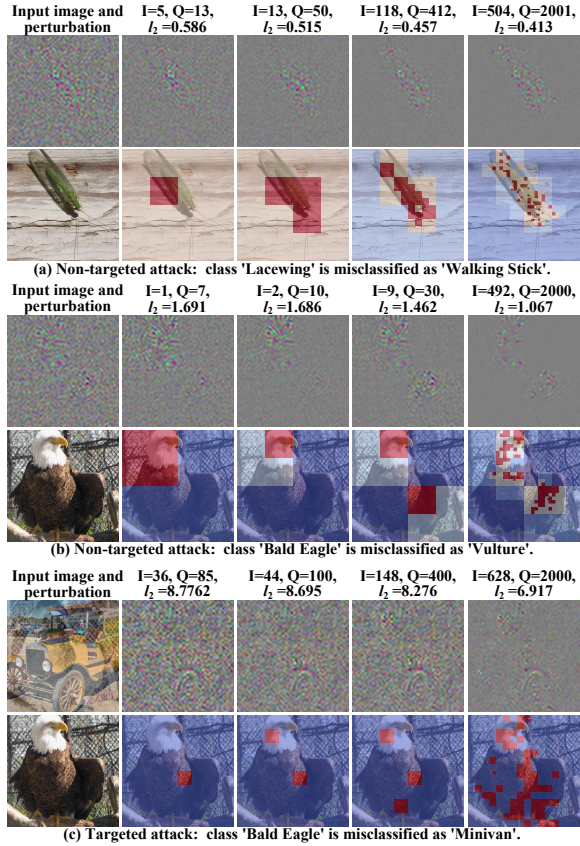 Input image and perturbation I=5, Q=13, l₂ =0.586 I=13, Q=50, l₂ =0.515 I=118, Q=412, l₂ =0.457 I=504, Q=2001, l₂ =0.413
(a) Non-targeted attack: class 'Lacewing' is misclassified as 'Walking Stick'.
Input image and perturbation I=1, Q=7, l₂ =1.691 I=2, Q=10, l₂ =1.686 I=9, Q=30, l₂ =1.462 I=492, Q=2000, l₂ =1.067
(b) Non-targeted attack: class 'Bald Eagle' is misclassified as 'Vulture'.
Input image and perturbation I=36, Q=85, l₂ =8.7762 I=44, Q=100, l₂ =8.695 I=148, Q=400, l₂ =8.276 I=628, Q=2000, l₂ =6.917
(c) Targeted attack: class 'Bald Eagle' is misclassified as 'Minivan'.